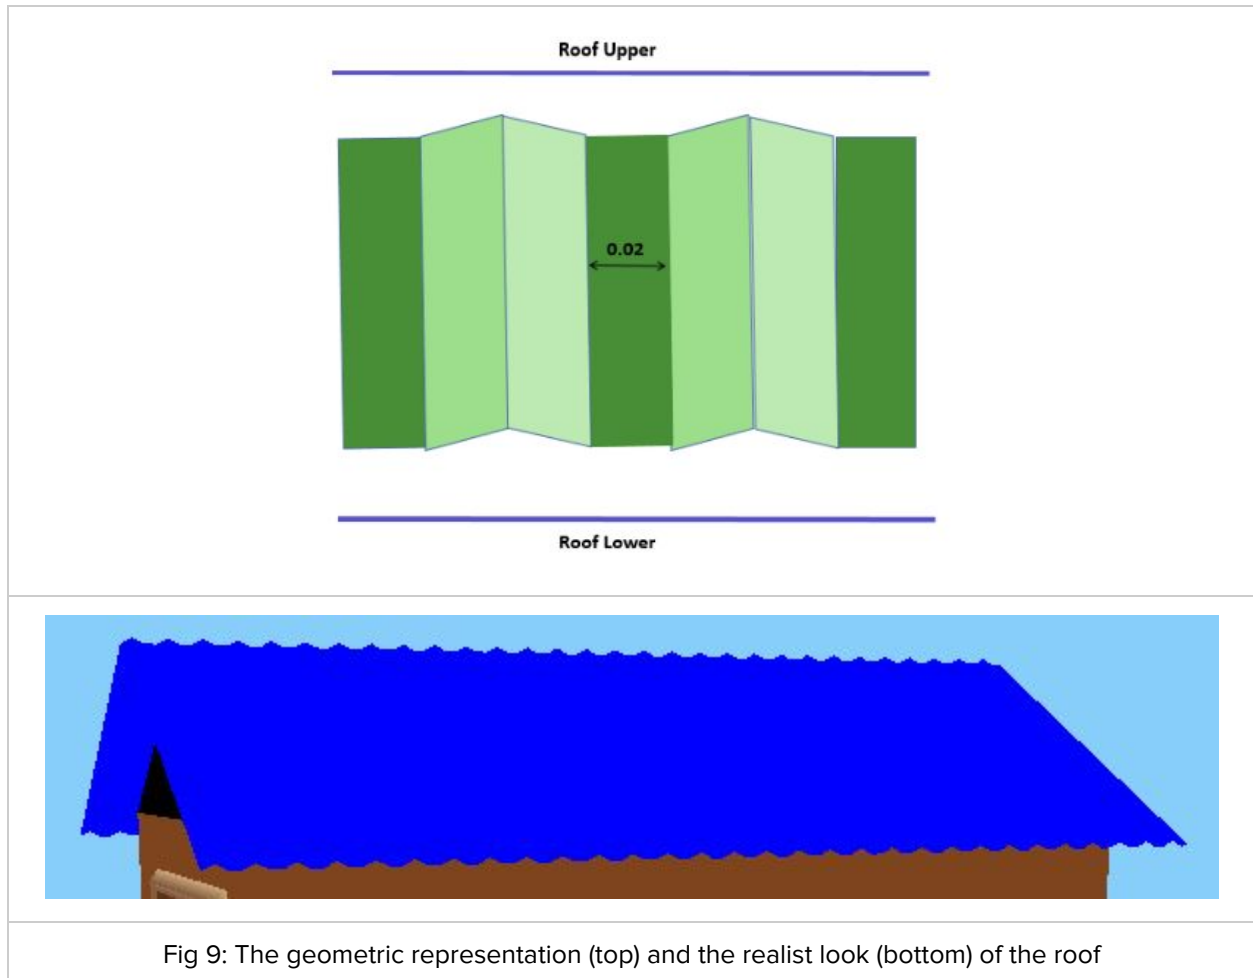 Roof Upper
0.02
Roof Lower
Fig 9: The geometric representation (top) and the realist look (bottom) of the roof